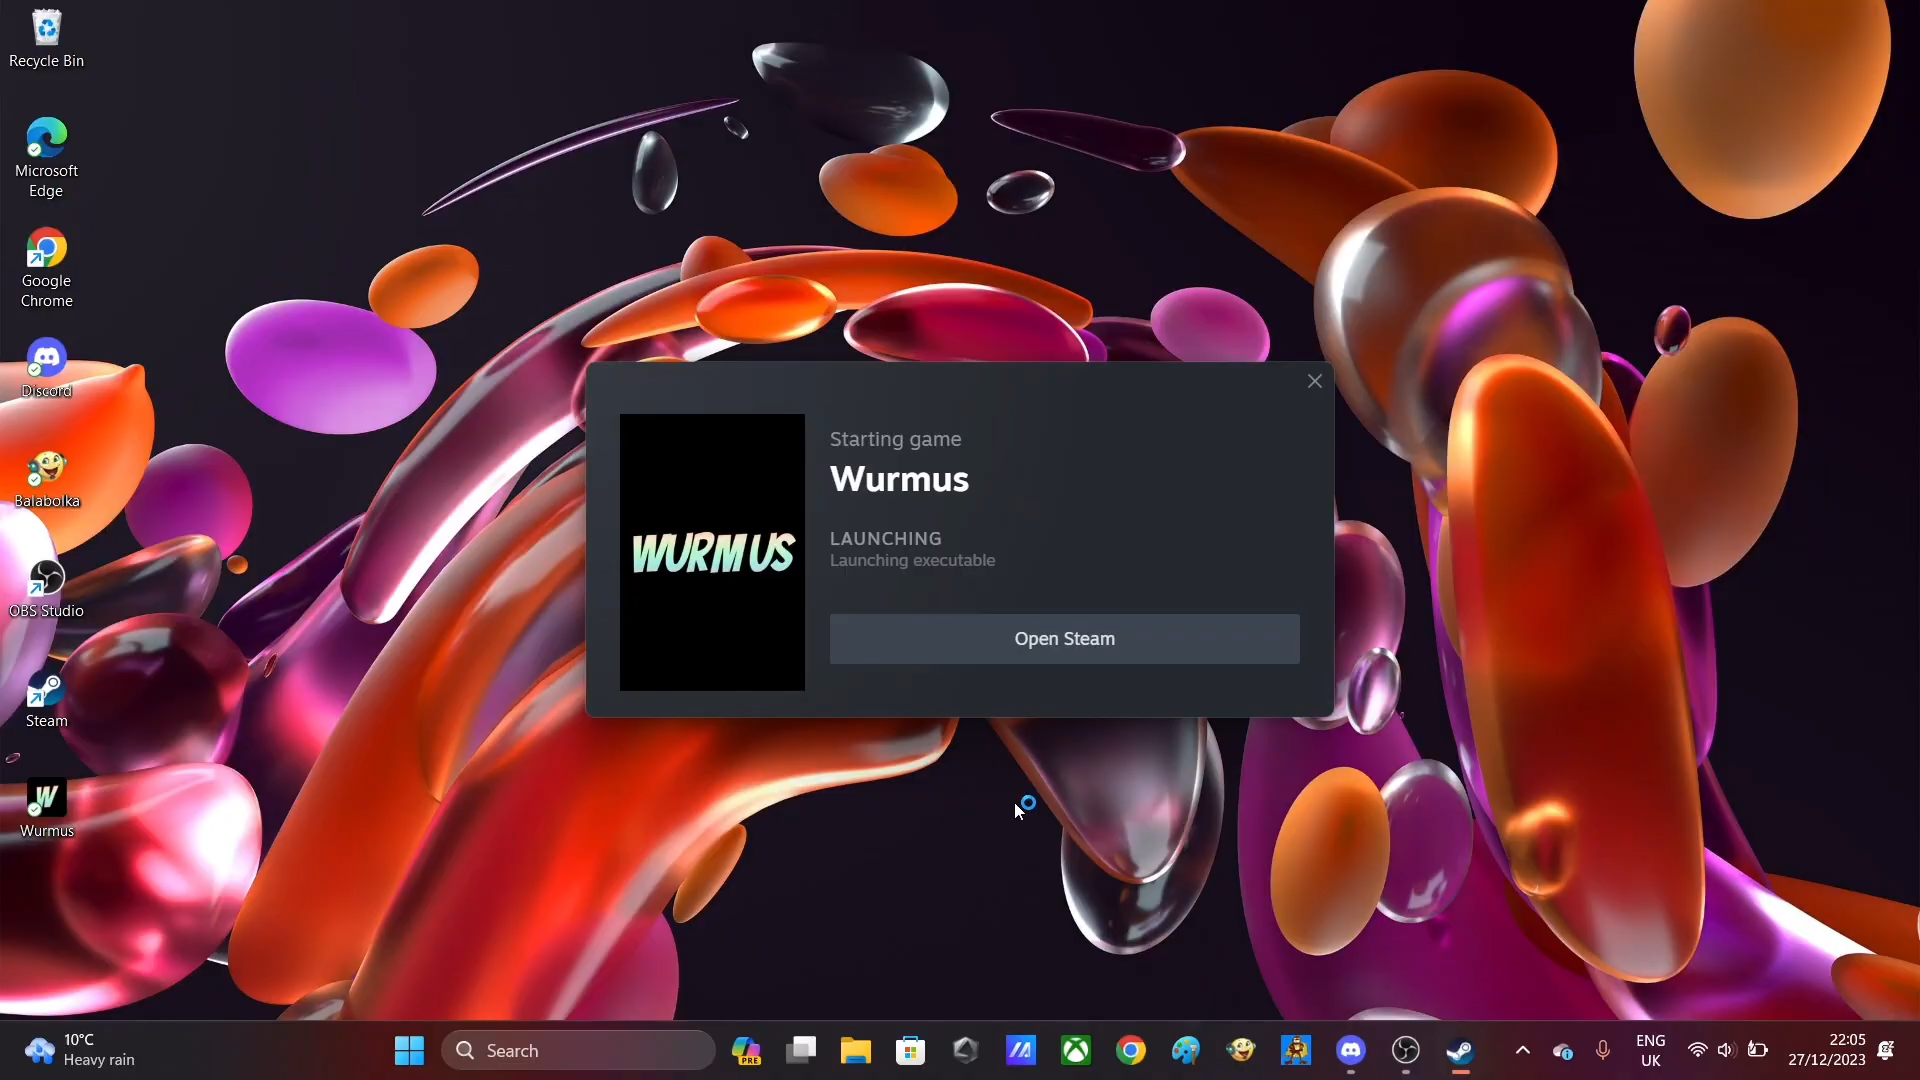 Recycle Bin
Microsoft
Edge
Google
Chrome
Discord
Balabolka
OBS Studio
Steam
W
Wurmus
Starting game
Wurmus
WURMUS
LAUNCHING
Launching executable
Open Steam
10°C
Heavy rain
Search
PRE
ENG
UK
22:05
27/12/2023